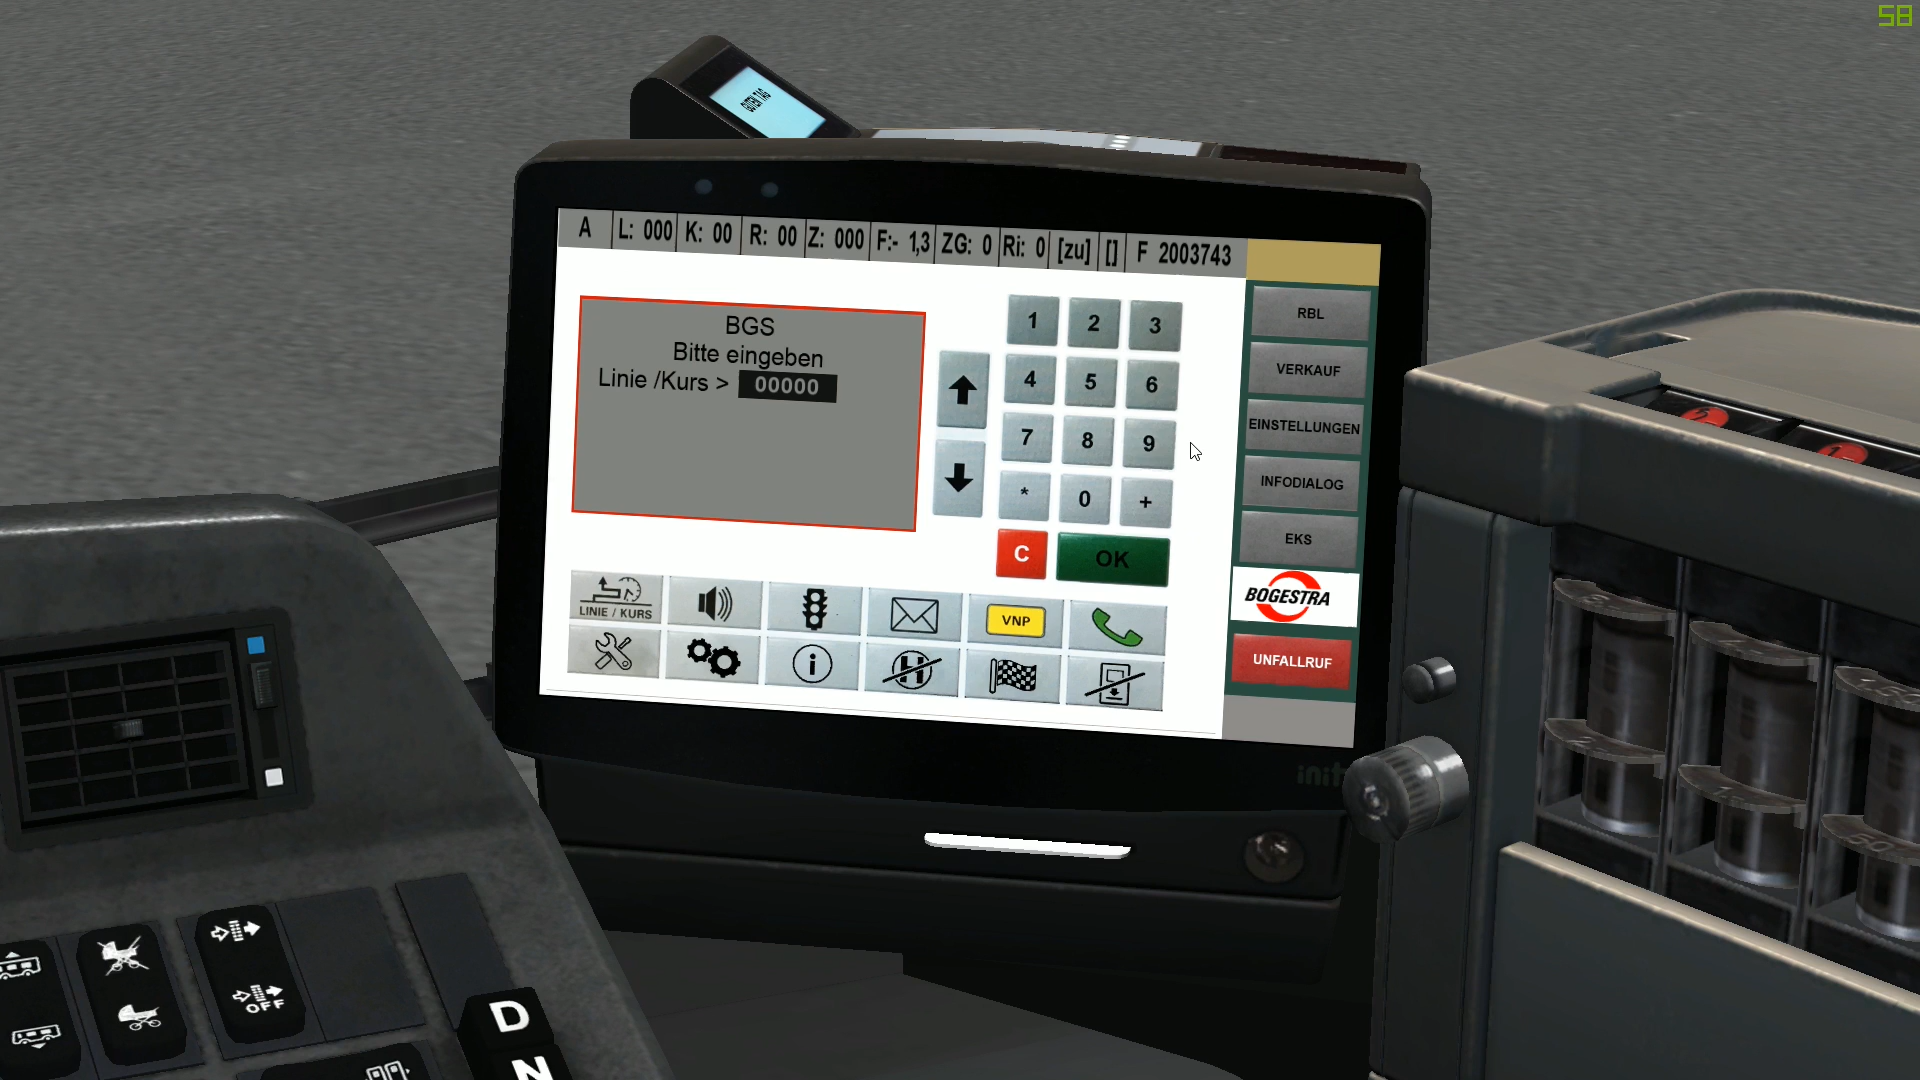 58
GUTEN TAG
A L: 000 K: 00 R: 00 Z: 000 F:- 1,3 ZG: 0 Ri: 0 [zu] [] F 2003743
BGS
Bitte eingeben
Linie /Kurs > 00000
1 2 3
4 5 6
7 8 9
* 0 +
C OK
LINIE / KURS
VNP
H
RBL
VERKAUF
EINSTELLUNGEN
INFODIALOG
EKS
BOGESTRA
UNFALLRUF
init
OFF
D
N